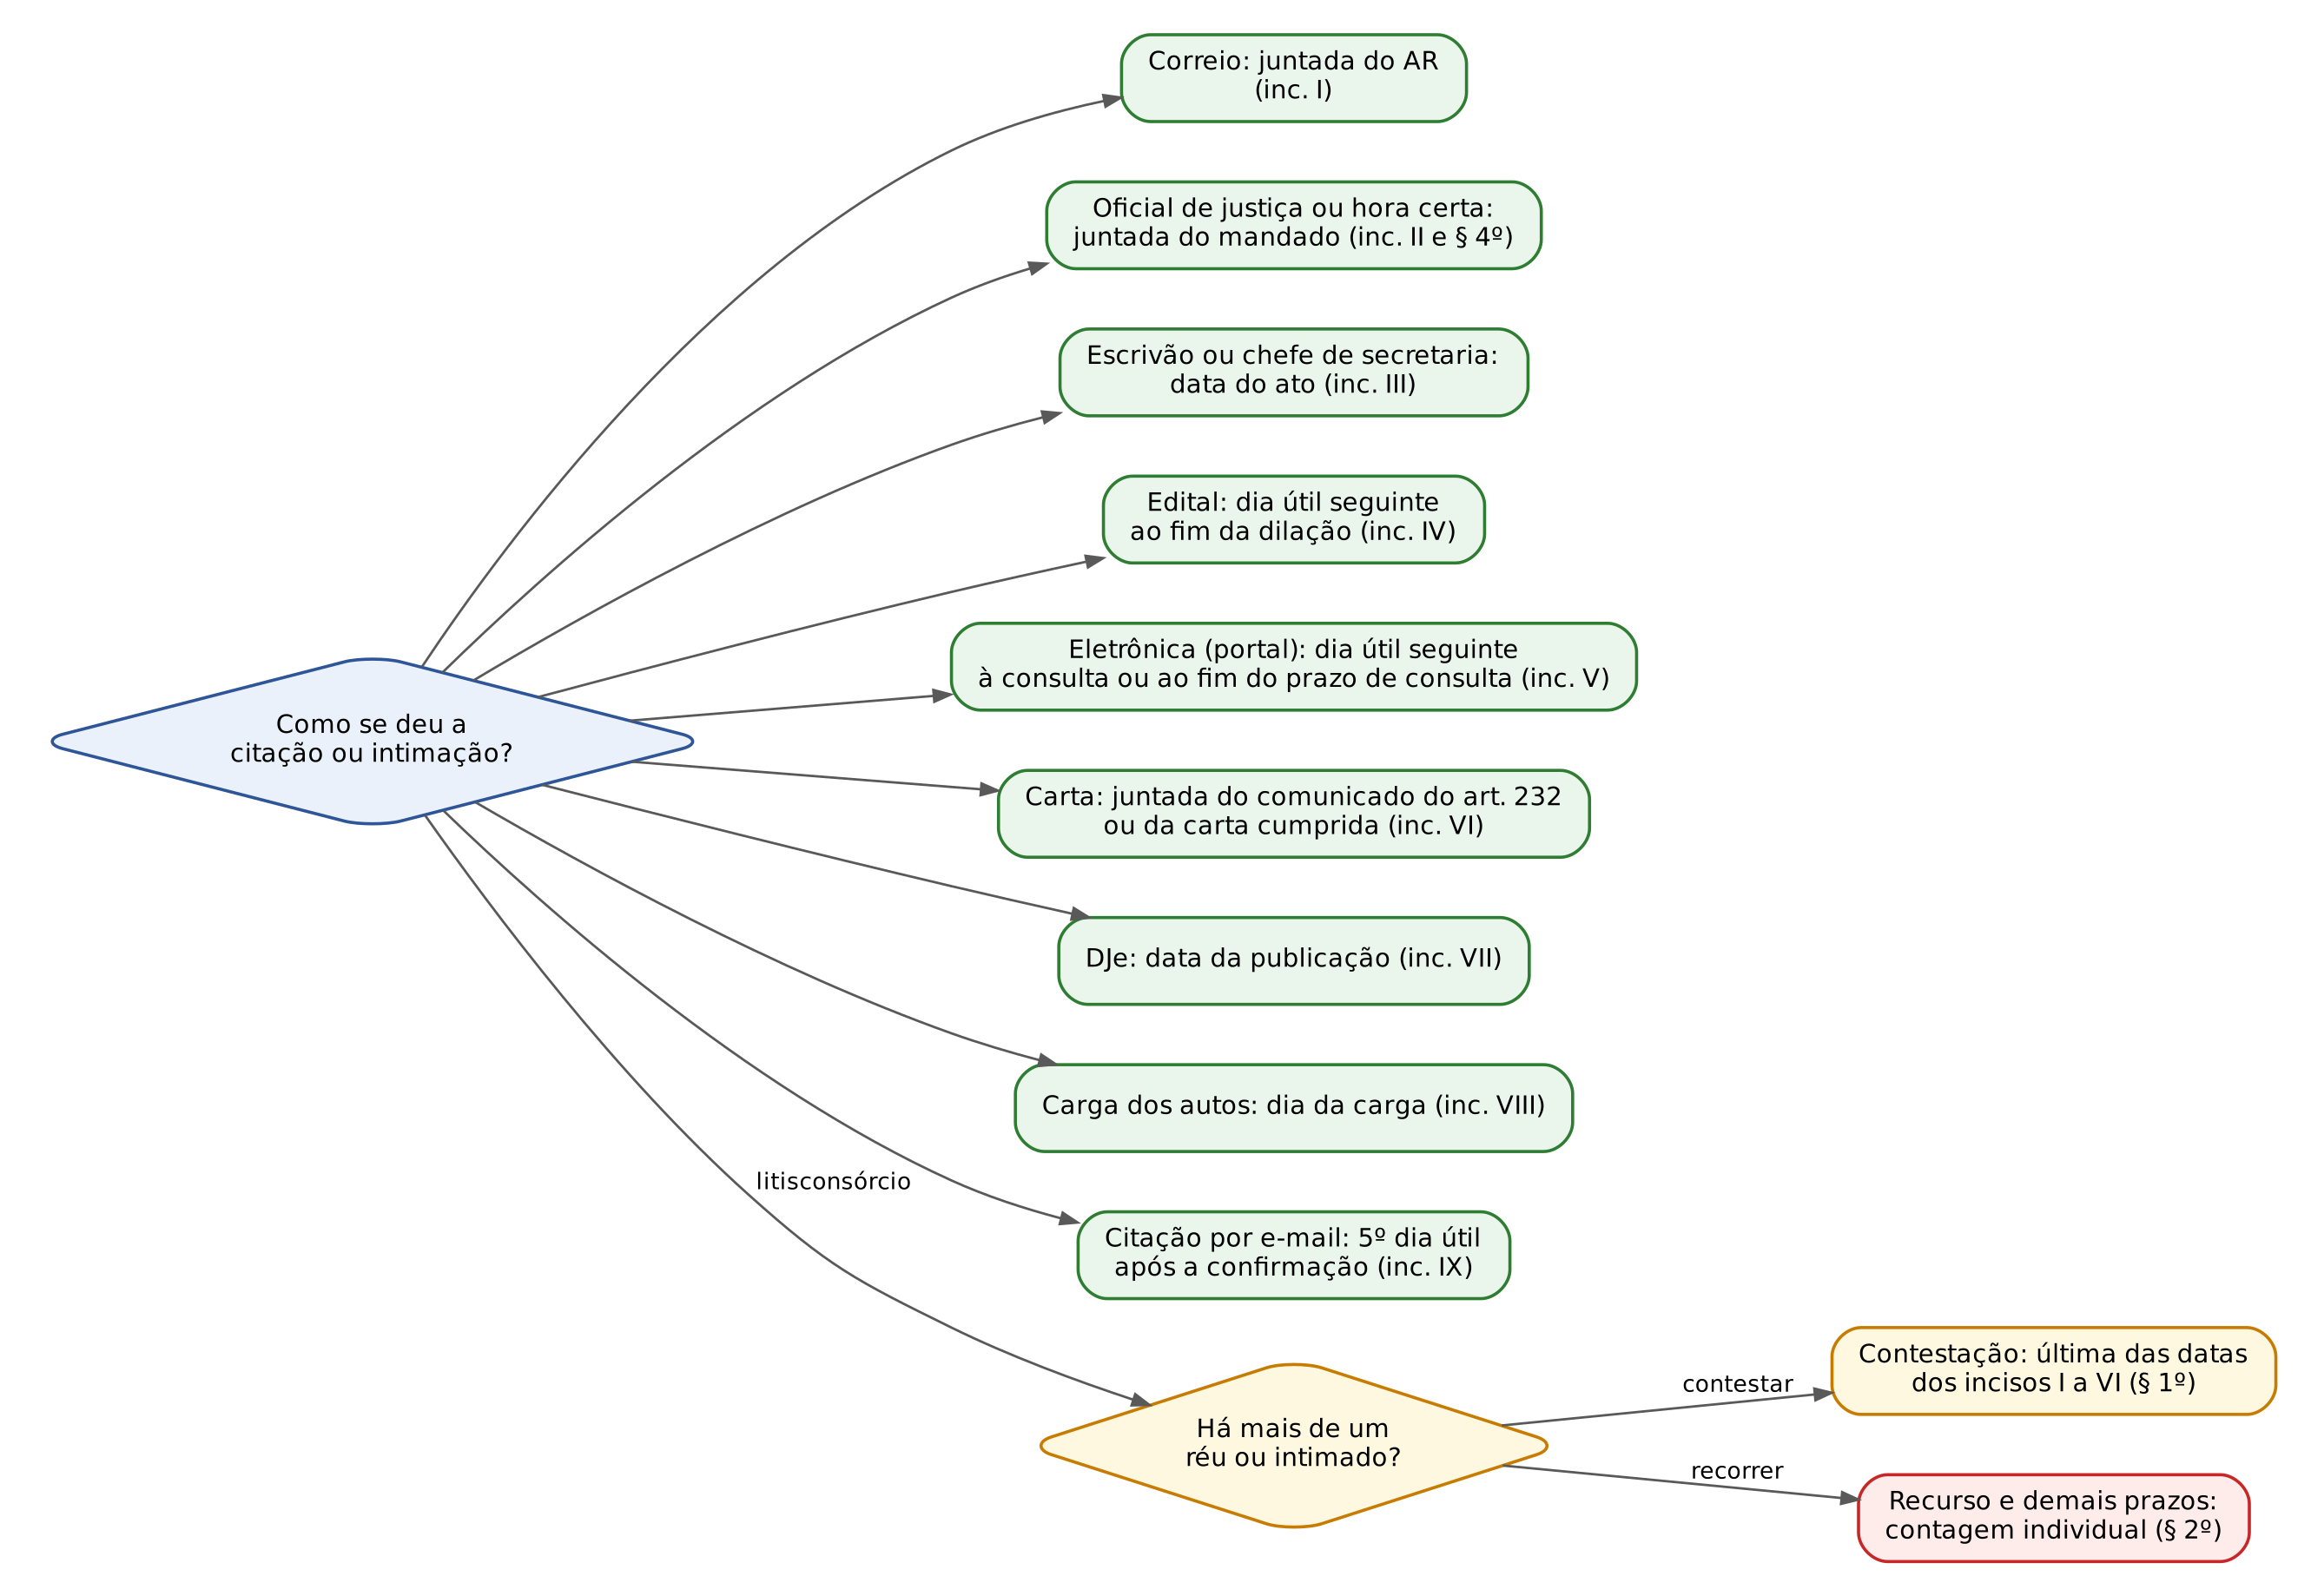 Correio: juntada do AR
(inc. I)
Oficial de justiça ou hora certa:
juntada do mandado (inc. II e § 4º)
Escrivão ou chefe de secretaria:
data do ato (inc. III)
Edital: dia útil seguinte
ao fim da dilação (inc. IV)
Eletrônica (portal): dia útil seguinte
à consulta ou ao fim do prazo de consulta (inc. V)
Como se deu a
citação ou intimação?
Carta: juntada do comunicado do art. 232
ou da carta cumprida (inc. VI)
DJe: data da publicação (inc. VII)
Carga dos autos: dia da carga (inc. VIII)
litisconsórcio
Citação por e-mail: 5º dia útil
após a confirmação (inc. IX)
Há mais de um
réu ou intimado?
contestar
Contestação: última das datas
dos incisos I a VI (§ 1º)
recorrer
Recurso e demais prazos:
contagem individual (§ 2º)